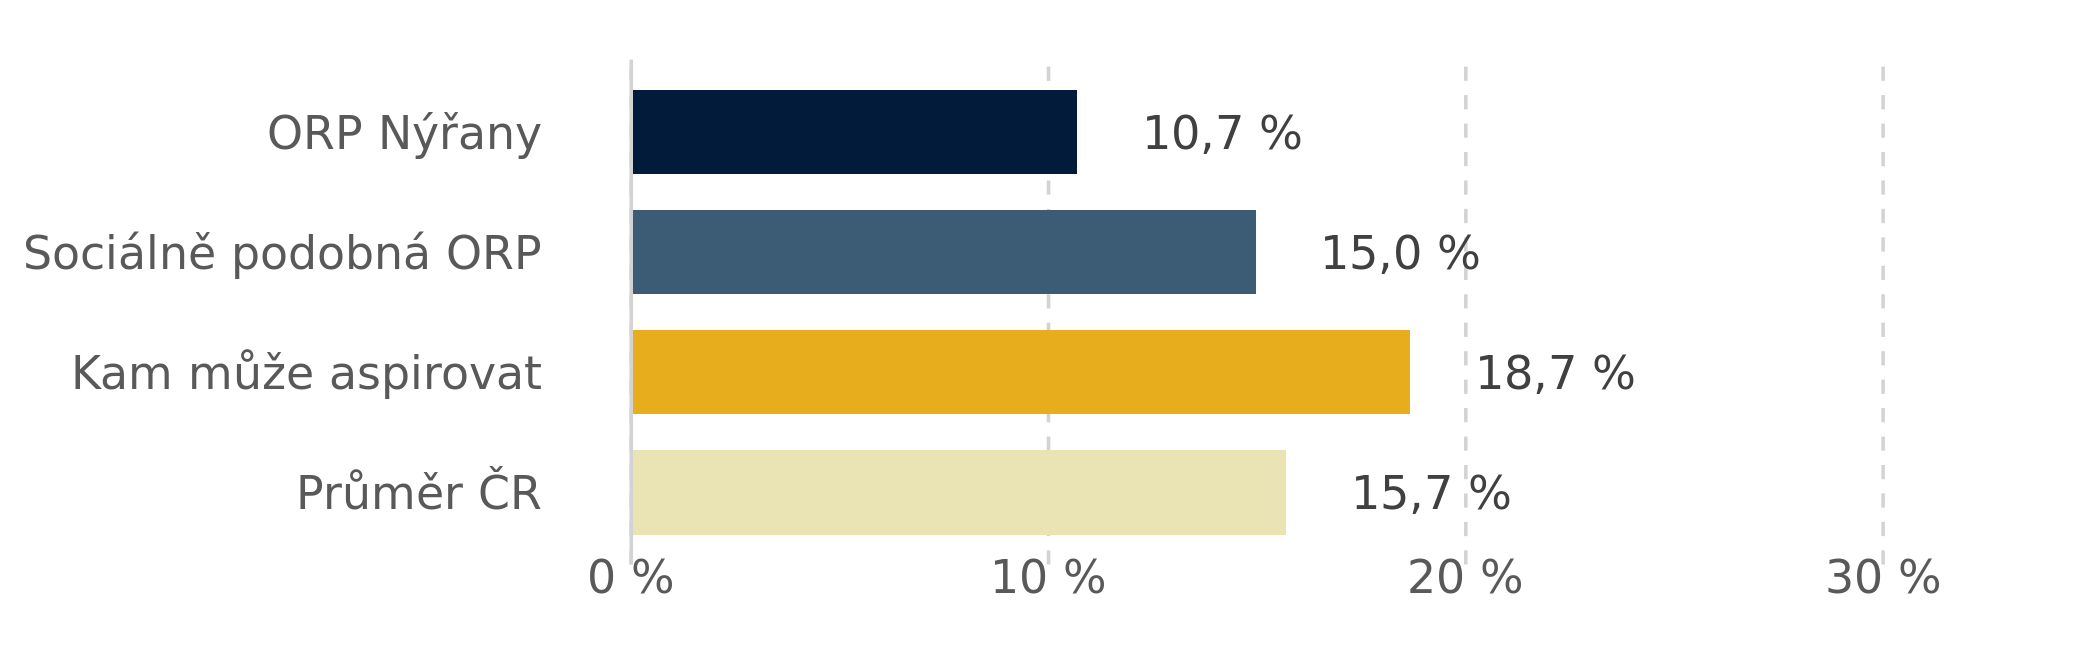 ORP Nýřany
10,7 %
Sociálně podobná ORP
15,0 %
Kam může aspirovat
18,7 %
Průměr ČR
15,7 %
0 % 10 % 20 % 30 %